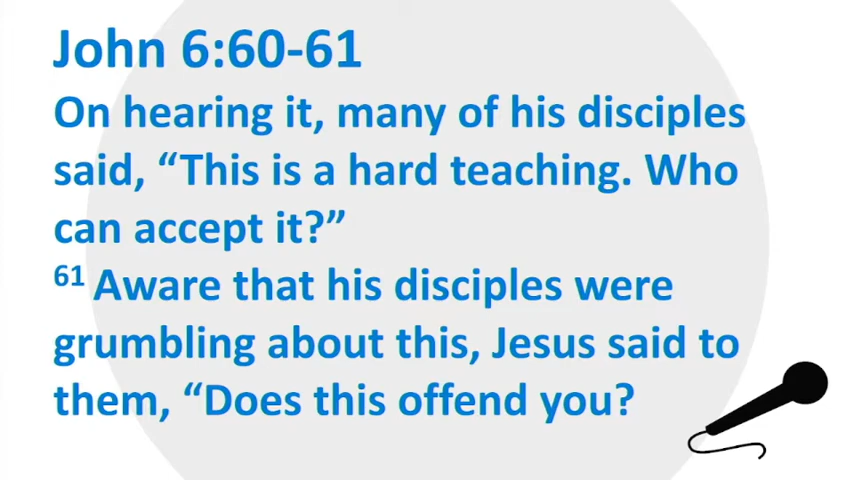 John 6:60-61
On hearing it, many of his disciples
said, “This is a hard teaching. Who
can accept it?”
61 Aware that his disciples were
grumbling about this, Jesus said to
them, “Does this offend you?